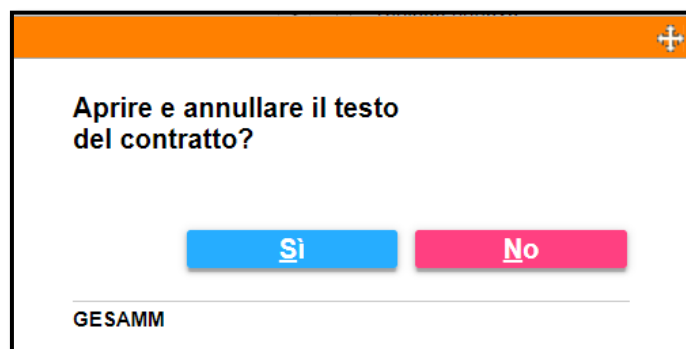 Aprire e annullare il testo
del contratto?
Sì
No
GESAMM